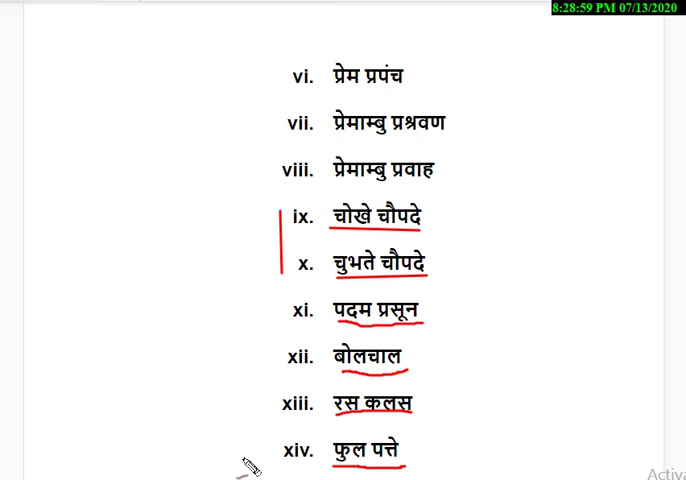 8:28:59 PM 07/13/2020
vi. प्रेम प्रपंच
vii. प्रेमाम्बु प्रश्रवण
viii. प्रेमाम्बु प्रवाह
ix. चोखे चौपदे
x. चुभते चौपदे
xi. पदम प्रसून
xii. बोलचाल
xiii. रस कलस
xiv. फुल पत्ते
Activa